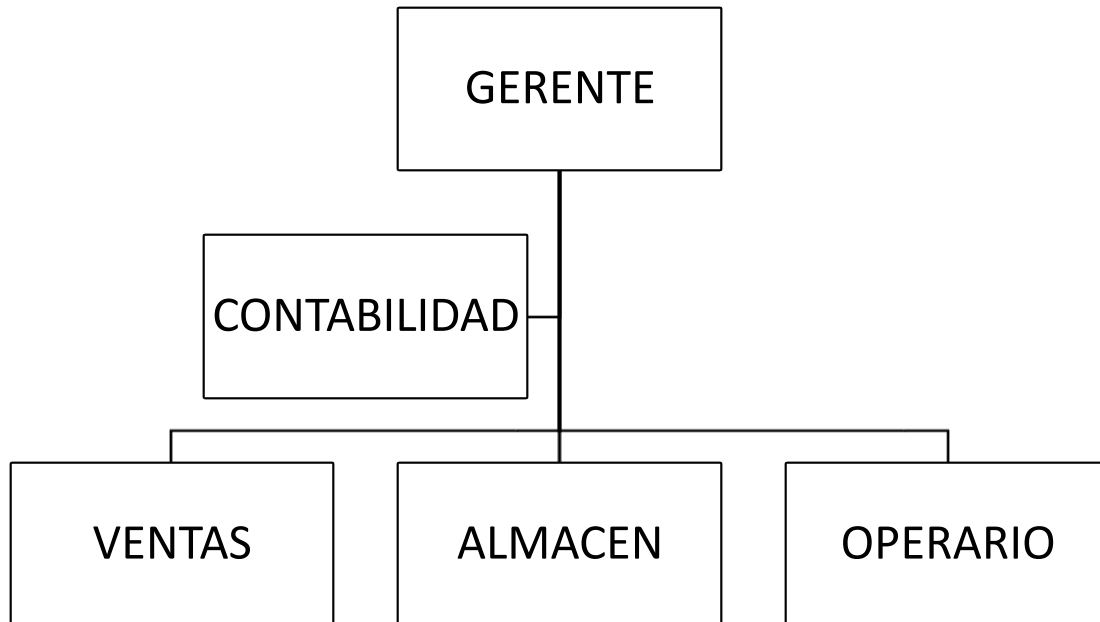 GERENTE
CONTABILIDAD
VENTAS
ALMACEN
OPERARIO